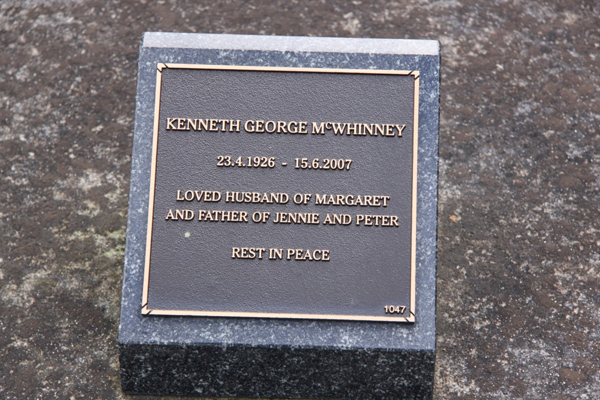 KENNETH GEORGE McWHINNEY
23.4.1926 - 15.6.2007
LOVED HUSBAND OF MARGARET
AND FATHER OF JENNIE AND PETER
REST IN PEACE
1047